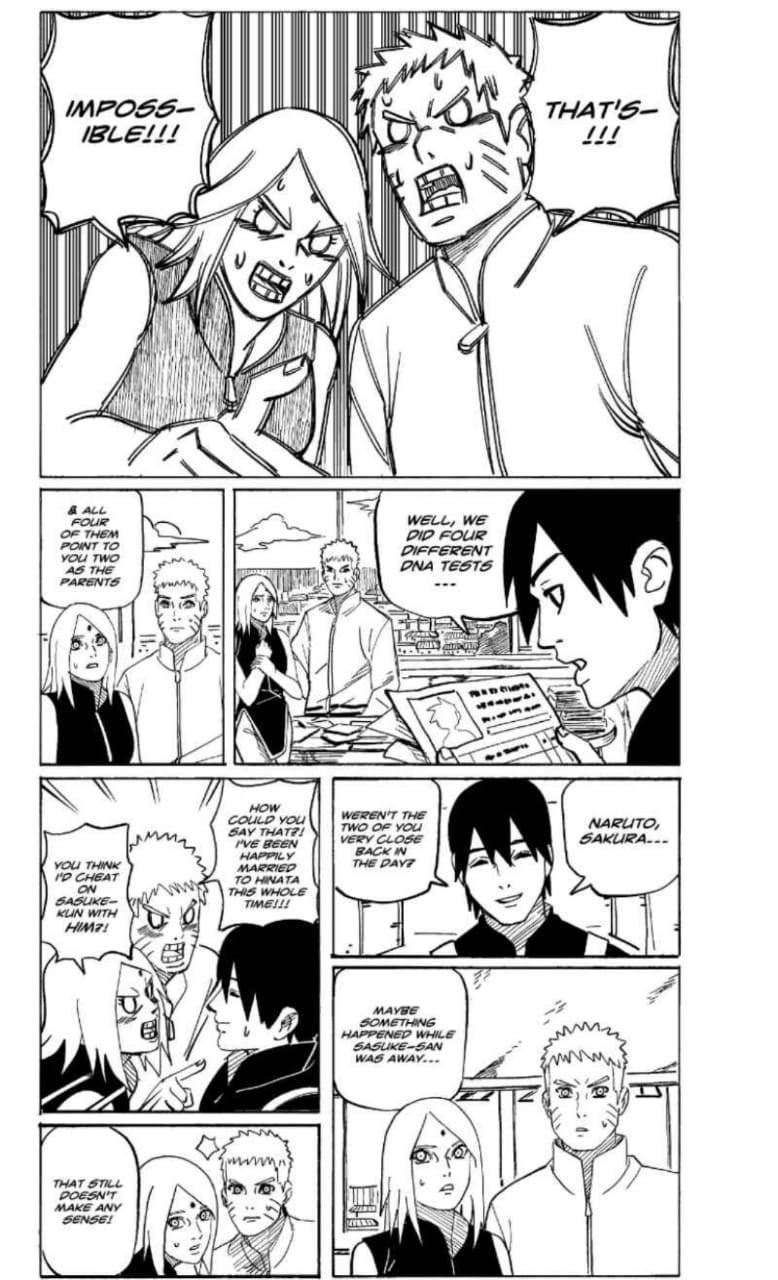 THAT'S-
!!!
IMPOSS-
IBLE!!!
WELL, WE
DID FOUR
DIFFERENT
DNA TESTS
...
& ALL
FOUR
OF THEM
POINT TO
YOU TWO
AS THE
PARENTS
NARUTO,
SAKURA...
WEREN'T THE
TWO OF YOU
VERY CLOSE
BACK IN
THE DAY?
HOW
COULD YOU
SAY THAT?!
I'VE BEEN
HAPPILY
MARRIED
TO HINATA
THIS WHOLE
TIME!!!
YOU THINK
I'D CHEAT
ON
SASUKE-
KUN WITH
HIM?!
MAYBE
SOMETHING
HAPPENED WHILE
SASUKE-SAN
WAS AWAY...
THAT STILL
DOESN'T
MAKE ANY
SENSE!